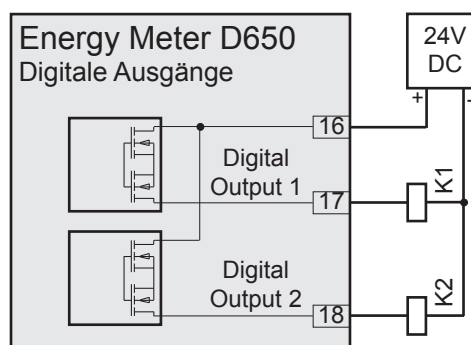 Energy Meter D650
Digitale Ausgänge
24V
DC
+
-
16
Digital
Output 1
17
K1
Digital
Output 2
18
K2